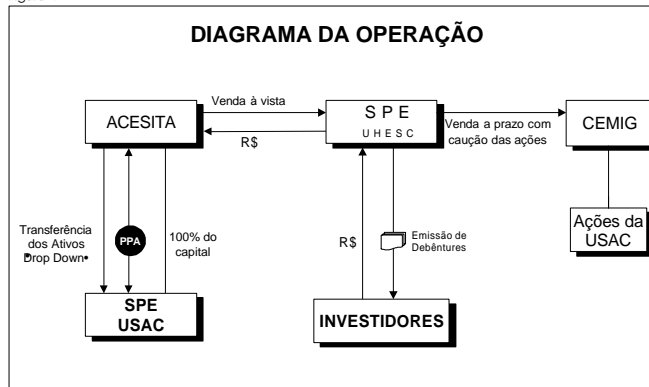 DIAGRAMA DA OPERAÇÃO
ACESITA
Venda à vista
R$
S P E
U H E S C
Venda a prazo com
caução das ações
CEMIG
Ações da
USAC
Transferência
dos Ativos
Drop Down
PPA
100% do
capital
R$
Emissão de
Debêntures
SPE
USAC
INVESTIDORES